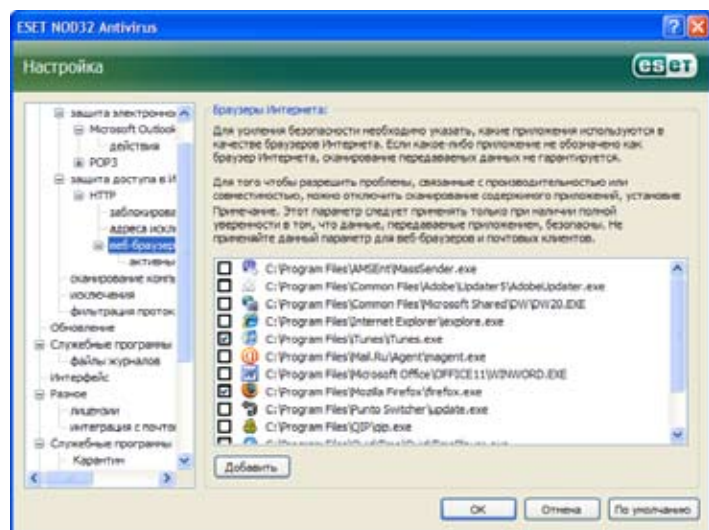 ESET NOD32 Antivirus
Настройка
eset
защита электронно
Microsoft Outlook
действия
POP3
защита доступа в И
HTTP
заблокирова
адреса искл
веб-браузер
активны
сканирование компь
исключения
фильтрация проток
Обновление
Служебные программы
файлы журналов
Интерфейс
Разное
лицензии
интеграция с почто
Служебные программы
Карантин
Браузеры Интернета:
Для усиления безопасности необходимо указать, какие приложения используются в
качестве браузеров Интернета. Если какое-либо приложение не обозначено как
браузер Интернета, сканирование передаваемых данных не гарантируется.
Для того чтобы разрешить проблемы, связанные с производительностью или
совместимостью, можно отключить сканирование содержимого приложений, установив
Примечание. Этот параметр следует применять только при наличии полной
уверенности в том, что данные, передаваемые приложением, безопасны. Не
применяйте данный параметр для веб-браузеров и почтовых клиентов.
C:\Program Files\AMSEnt\MassSender.exe
C:\Program Files\Common Files\Adobe\Updater5\AdobeUpdater.exe
C:\Program Files\Common Files\Microsoft Shared\DW\DW20.EXE
C:\Program Files\Internet Explorer\iexplore.exe
C:\Program Files\iTunes\iTunes.exe
C:\Program Files\Mail.Ru\Agent\magent.exe
C:\Program Files\Microsoft Office\OFFICE11\WINWORD.EXE
C:\Program Files\Mozilla Firefox\firefox.exe
C:\Program Files\Punto Switcher\update.exe
C:\Program Files\QIP\qip.exe
Добавить
OK
Отмена
По умолчанию